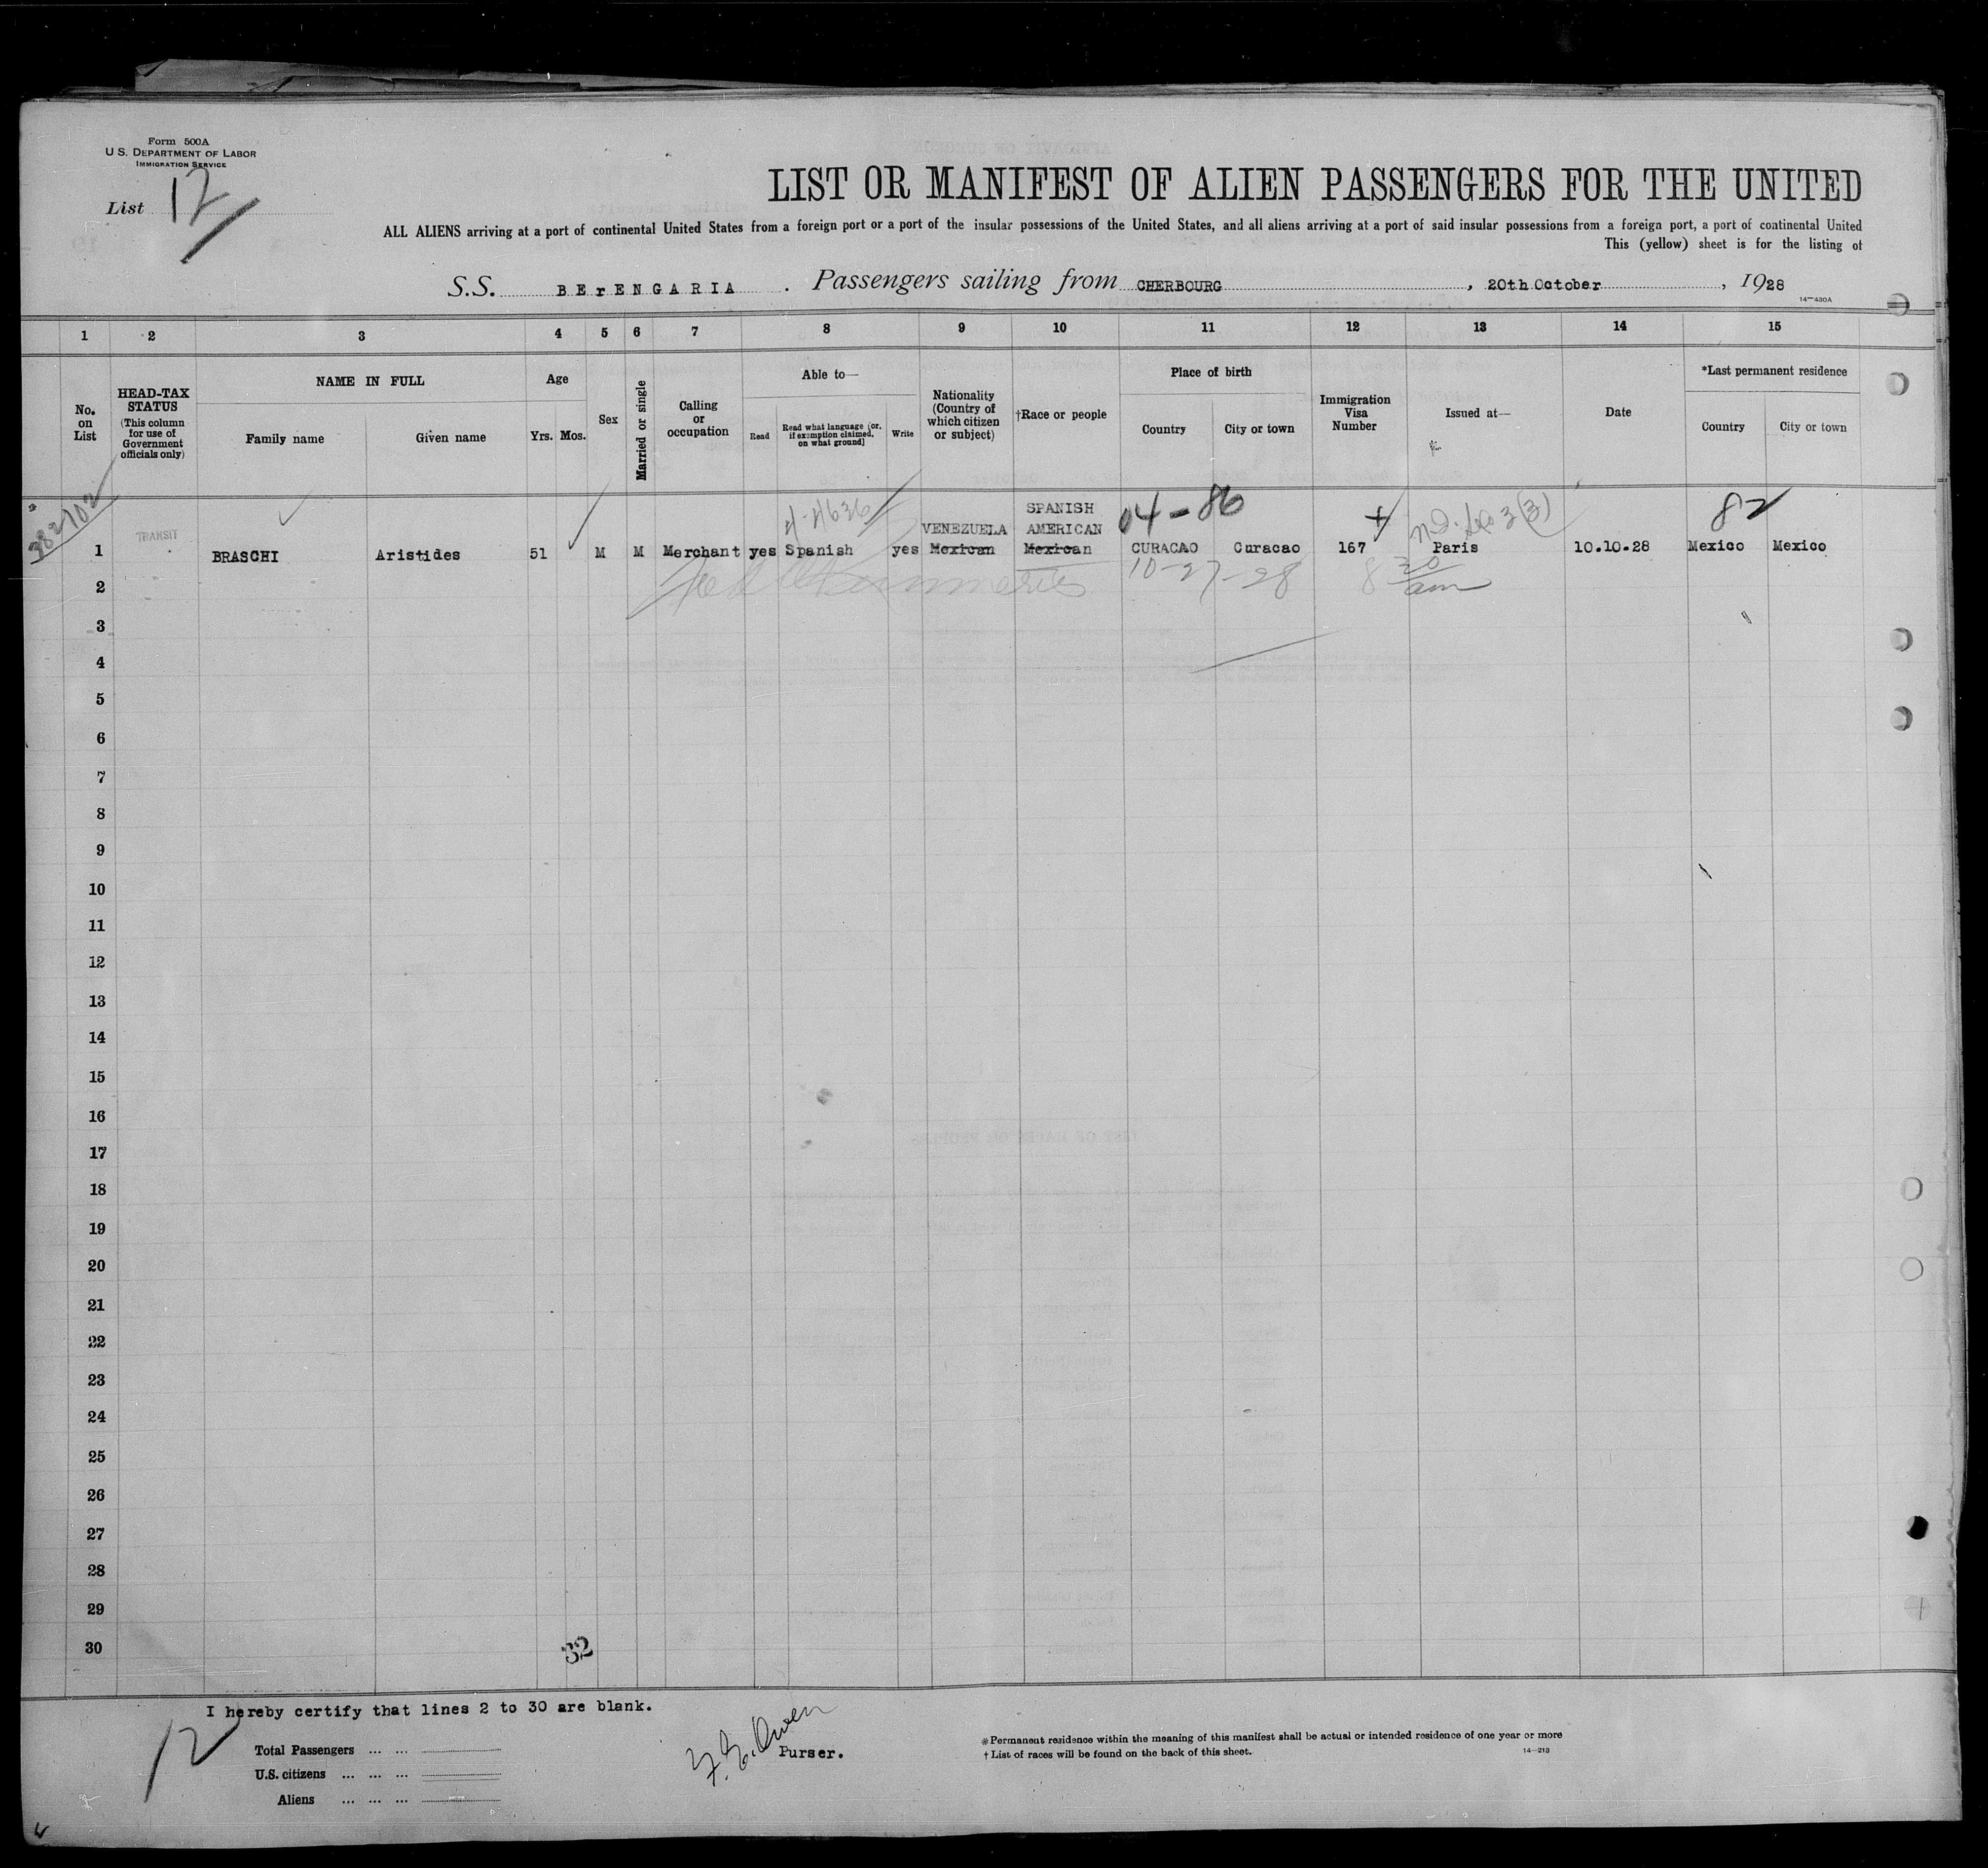 Form 500A
U S. DEPARTMENT OF LABOR
IMMIGRATION SERVICE
List 12
LIST OR MANIFEST OF ALIEN PASSENGERS FOR THE UNITED
ALL ALIENS arriving at a port of continental United States from a foreign port or a port of the insular possessions of the United States, and all aliens arriving at a port of said insular possessions from a foreign port, a port of continental United
This (yellow) sheet is for the listing of
S.S. BErENGARIA . Passengers sailing from CHERBOURG , 20th October , 1928
14—430A
1 2 3 4 5 6 7 8 9 10 11 12 13 14 15
No. on List
HEAD-TAX STATUS
(This column for use of Government officials only)
NAME IN FULL
Family name Given name
Age
Yrs. Mos.
Sex
Married or single
Calling or occupation
Able to—
Read
Read what language [or, if exemption claimed, on what ground]
Write
Nationality (Country of which citizen or subject)
†Race or people
Place of birth
Country City or town
Immigration Visa Number
Issued at—
Date
*Last permanent residence
Country City or town
382702
04-86
82
SPANISH
TRANSIT VENEZUELA AMERICAN
1 BRASCHI Aristides 51 M M Merchant yes Spanish yes Mexican Mexican CURACAO Curacao 167 Paris 10.10.28 Mexico Mexico
10-27-28 8 30 am
2
3
4
5
6
7
8
9
10
11
12
13
14
15
16
17
18
19
20
21
22
23
24
25
26
27
28
29
30
32
I hereby certify that lines 2 to 30 are blank.
12
Total Passengers ... ...
U.S. citizens ... ... ...
Aliens ... ... ...
Owen
Purser.
*Permanent residence within the meaning of this manifest shall be actual or intended residence of one year or more
†List of races will be found on the back of this sheet.
14—213